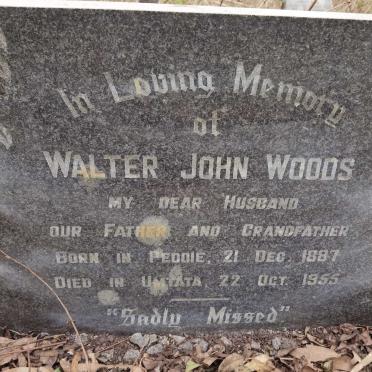 In Loving Memory
of
WALTER JOHN WOODS
MY DEAR HUSBAND
OUR FATHER AND GRANDFATHER
BORN IN PEDDIE, 21 DEC. 1887
DIED IN UMTATA 22 OCT. 1955
"SADLY MISSED"